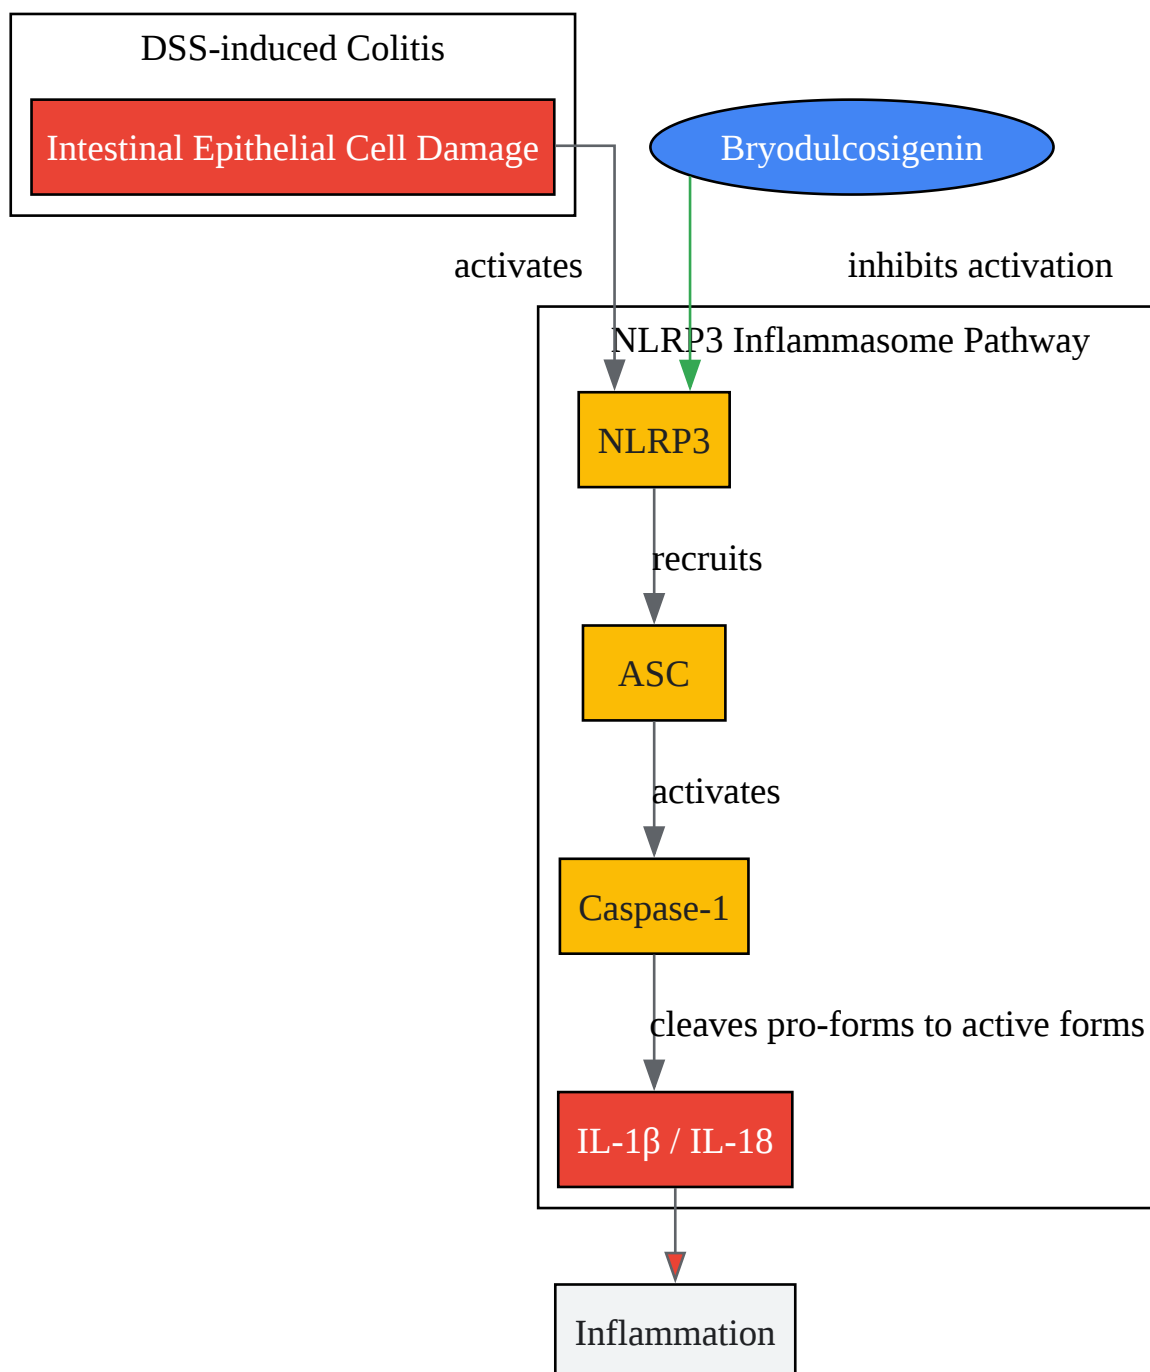 DSS-induced Colitis
Intestinal Epithelial Cell Damage
Bryodulcosigenin
activates
inhibits activation
NLRP3 Inflammasome Pathway
NLRP3
recruits
ASC
activates
Caspase-1
cleaves pro-forms to active forms
IL-1β / IL-18
Inflammation